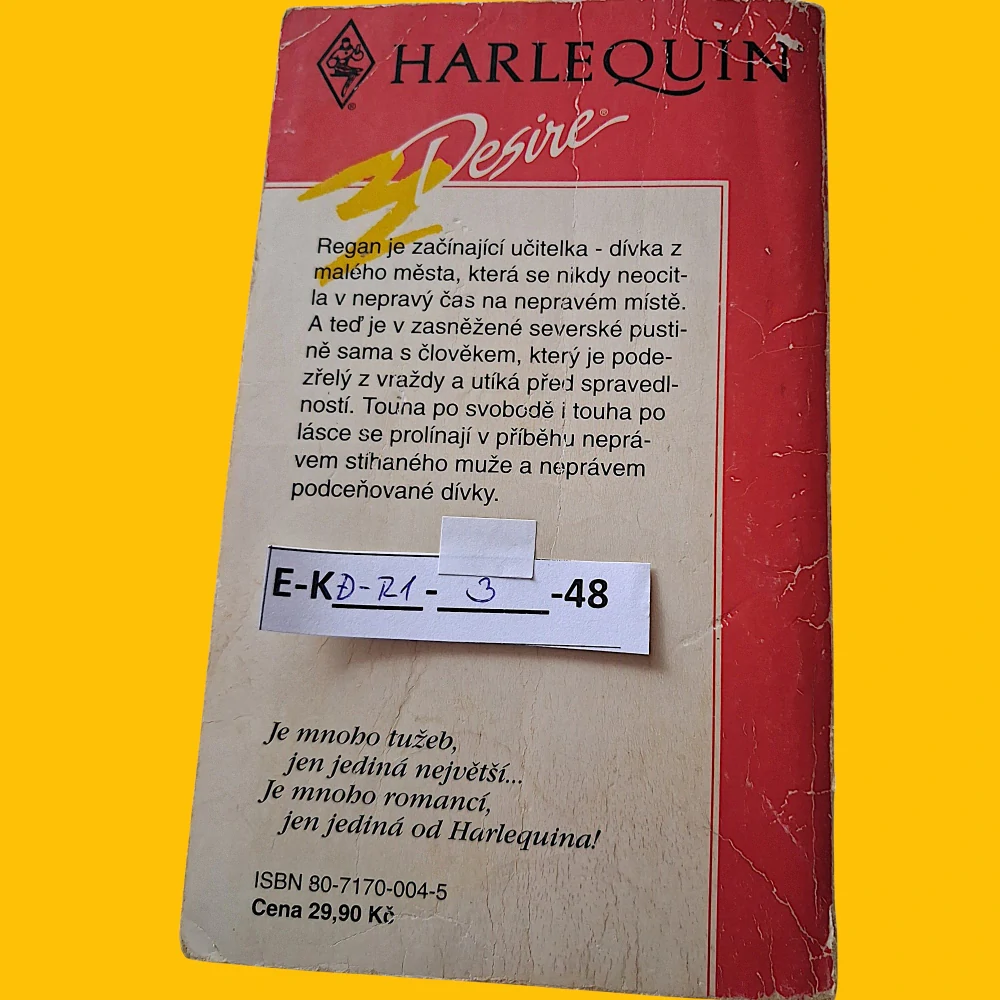 HARLEQUIN
®
Desire®
Regan je začínající učitelka - dívka z
malého města, která se nikdy neocit-
la v nepravý čas na nepravém místě.
A teď je v zasněžené severské pusti-
ně sama s člověkem, který je pode-
zřelý z vraždy a utíká před spravedl-
ností. Touha po svobodě i touha po
lásce se prolínají v příběhu neprá-
vem stíhaného muže a neprávem
podceňované dívky.
E-KĐ-R1-3-48
Je mnoho tužeb,
jen jediná největší...
Je mnoho romancí,
jen jediná od Harlequina!
ISBN 80-7170-004-5
Cena 29,90 Kč